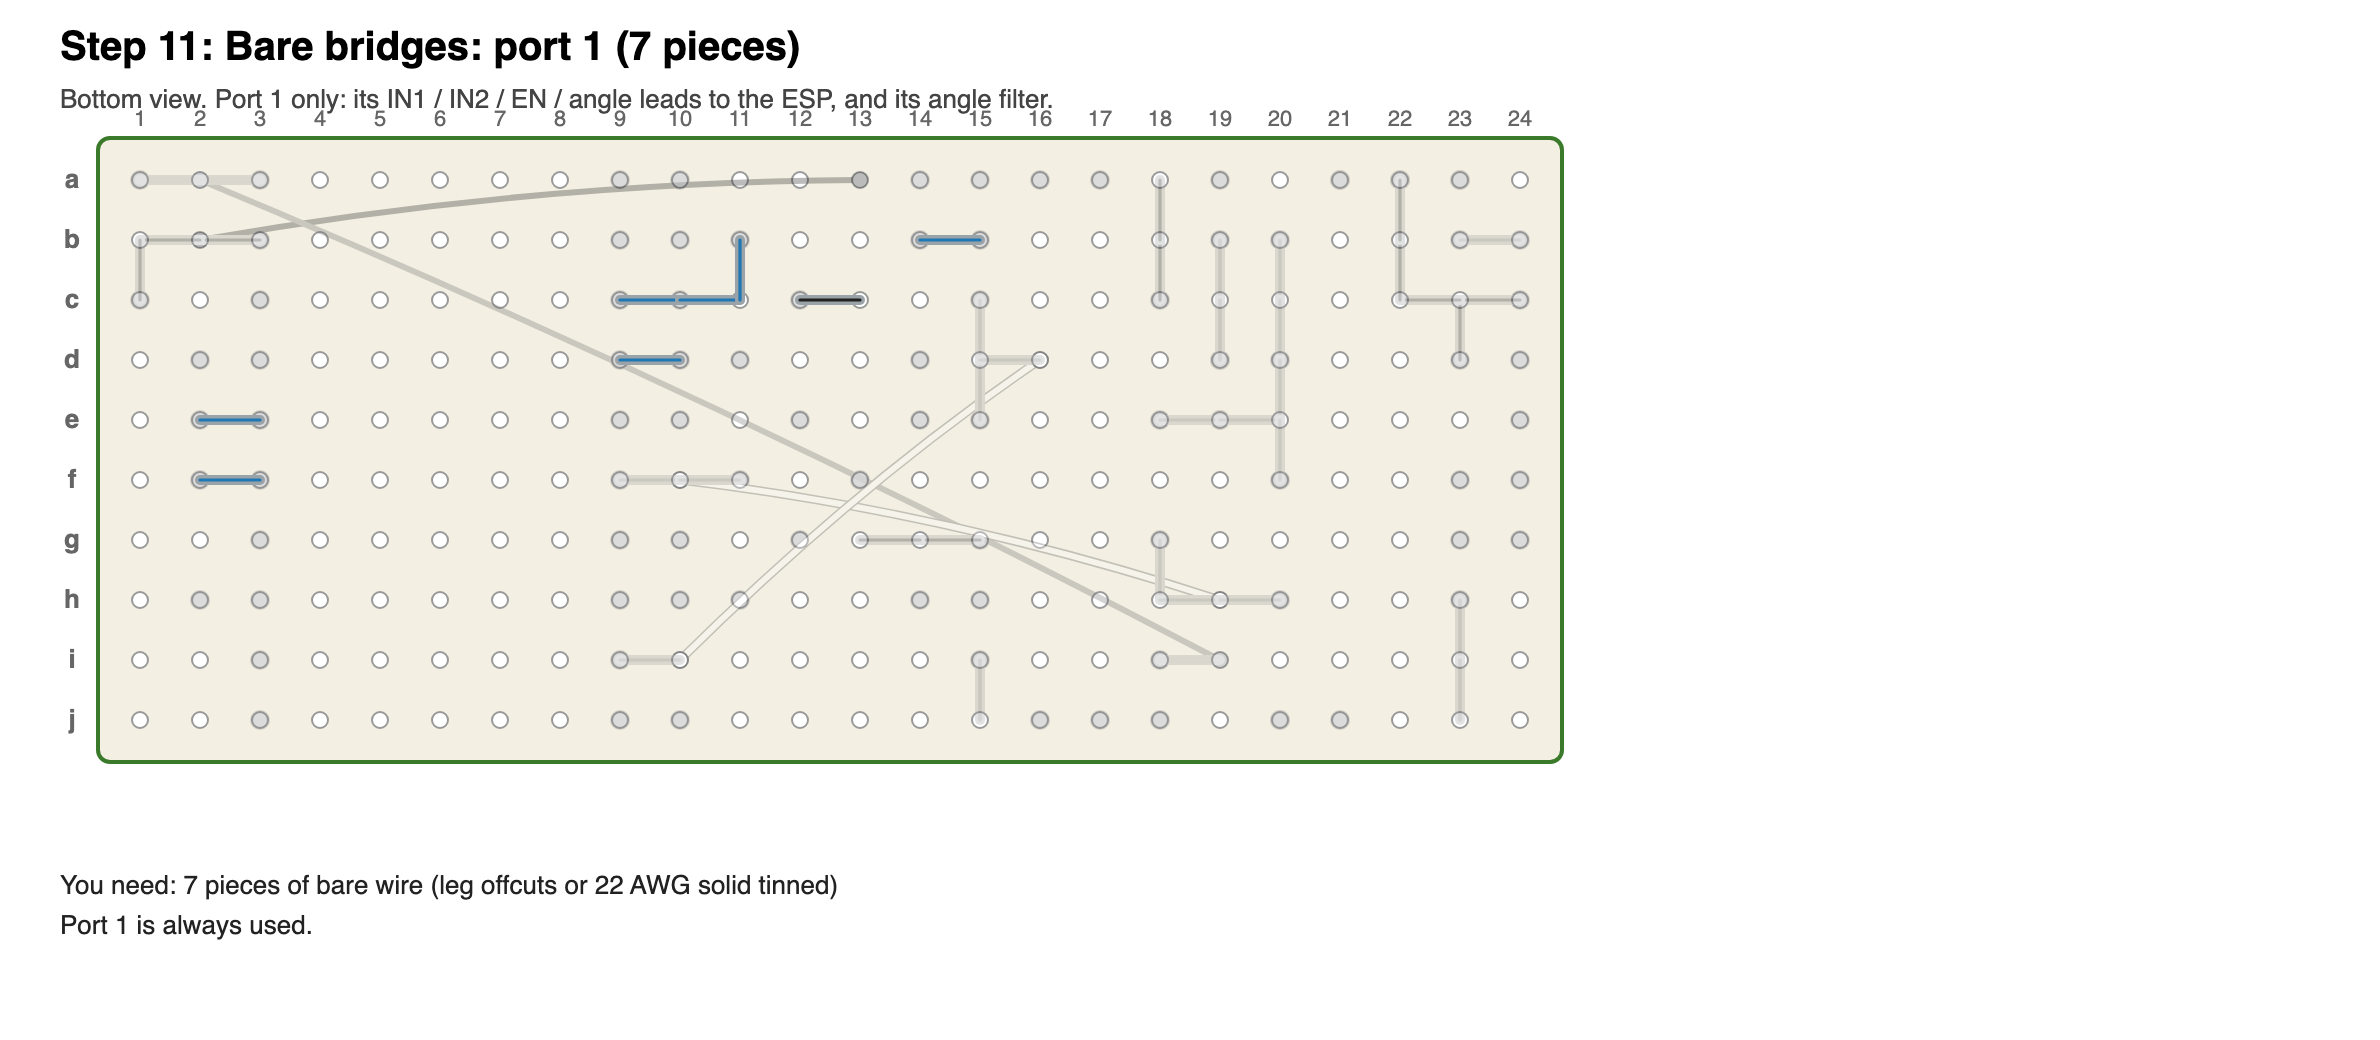 Step 11: Bare bridges: port 1 (7 pieces)
Bottom view. Port 1 only: its IN1 / IN2 / EN / angle leads to the ESP, and its angle filter.
1 2 3 4 5 6 7 8 9 10 11 12 13 14 15 16 17 18 19 20 21 22 23 24
a
b
c
d
e
f
g
h
i
j
You need: 7 pieces of bare wire (leg offcuts or 22 AWG solid tinned)
Port 1 is always used.